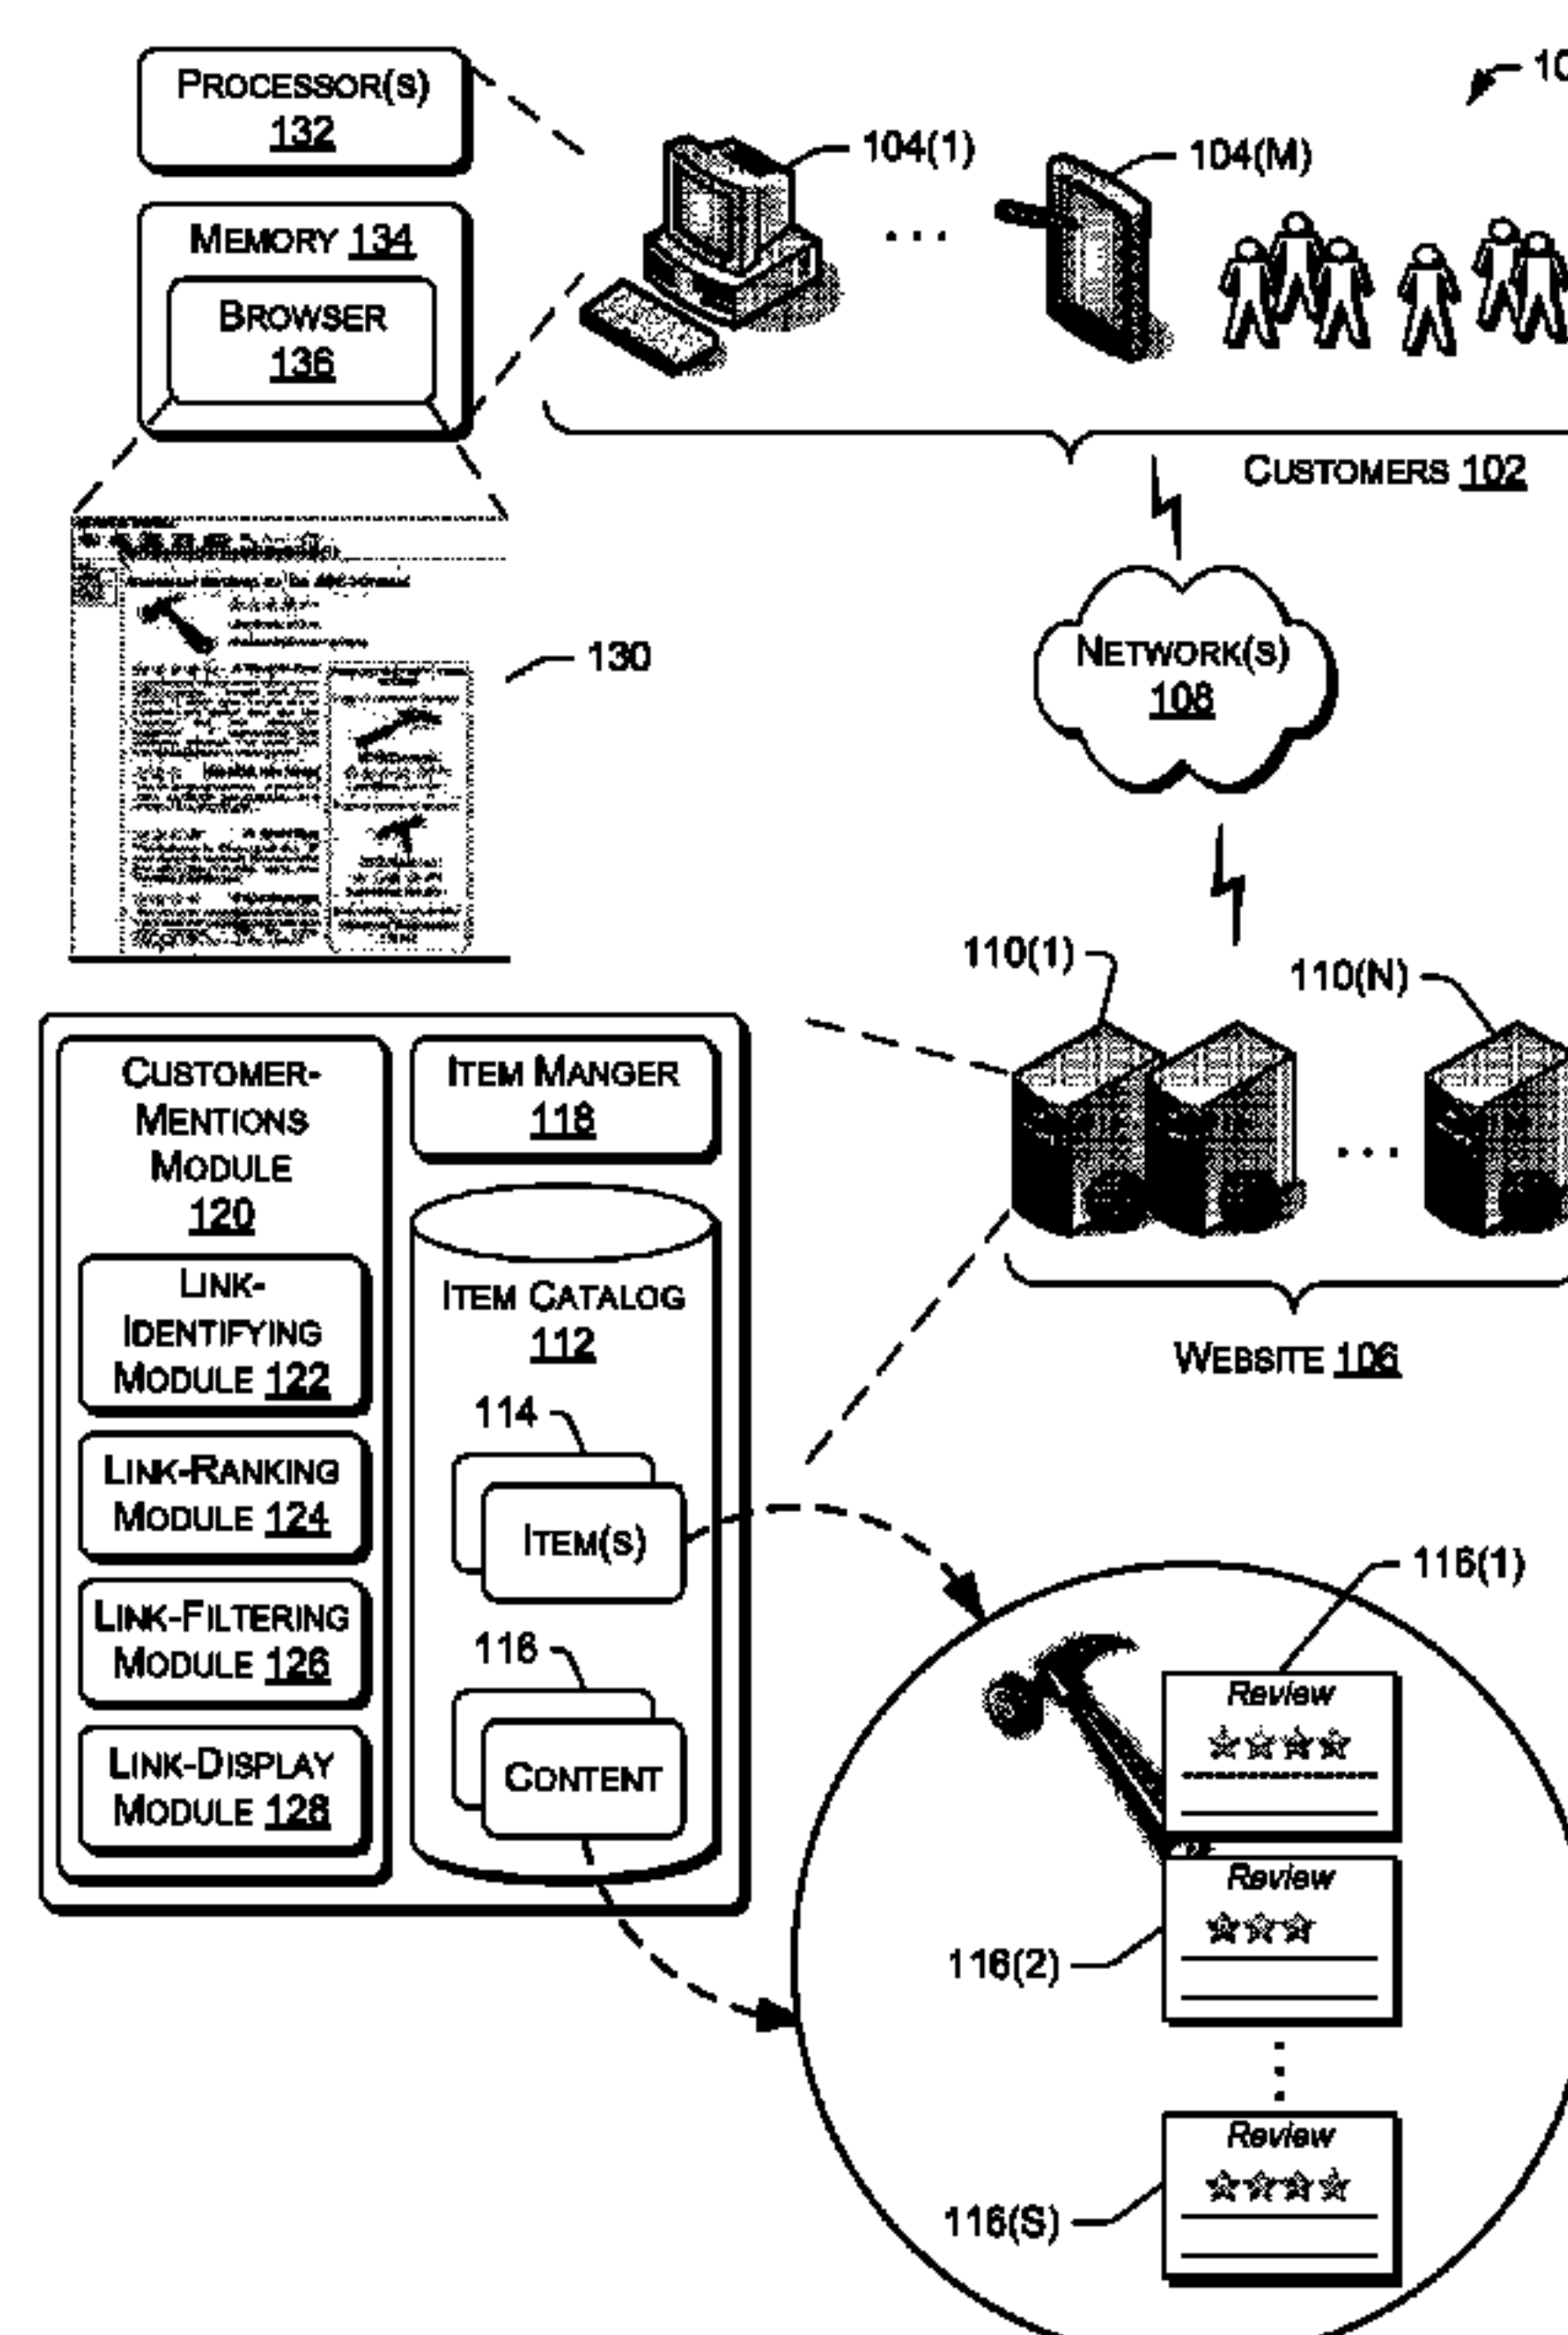 PROCESSOR(S)
132
MEMORY 134
BROWSER
136
104(1)
104(M)
CUSTOMERS 102
NETWORK(S)
108
130
110(1)
110(N)
WEBSITE 106
CUSTOMER-
MENTIONS
MODULE
120
LINK-
IDENTIFYING
MODULE 122
LINK-RANKING
MODULE 124
LINK-FILTERING
MODULE 126
LINK-DISPLAY
MODULE 128
ITEM MANGER
118
ITEM CATALOG
112
114
ITEM(S)
116
CONTENT
116(1)
Review
Review
116(2)
Review
116(S)